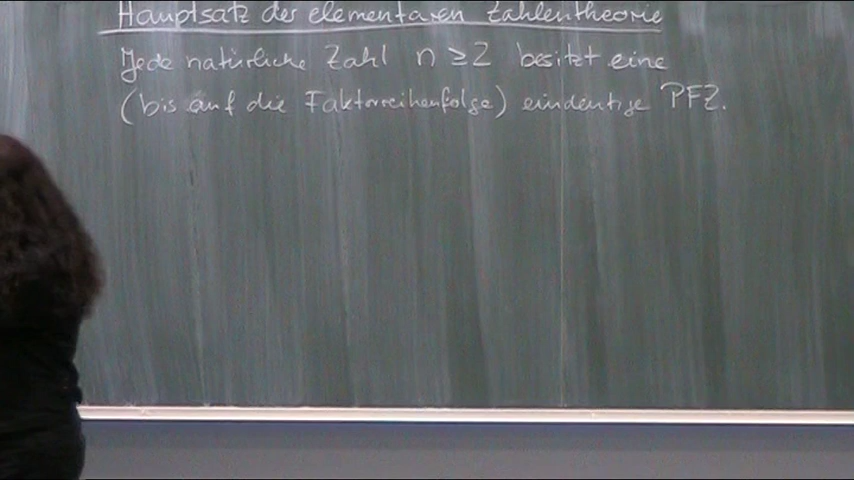 Hauptsatz der elementaren Zahlentheorie
Jede natürliche Zahl n ≥ 2 besitzt eine
(bis auf die Faktorreihenfolge) eindeutige PFZ.